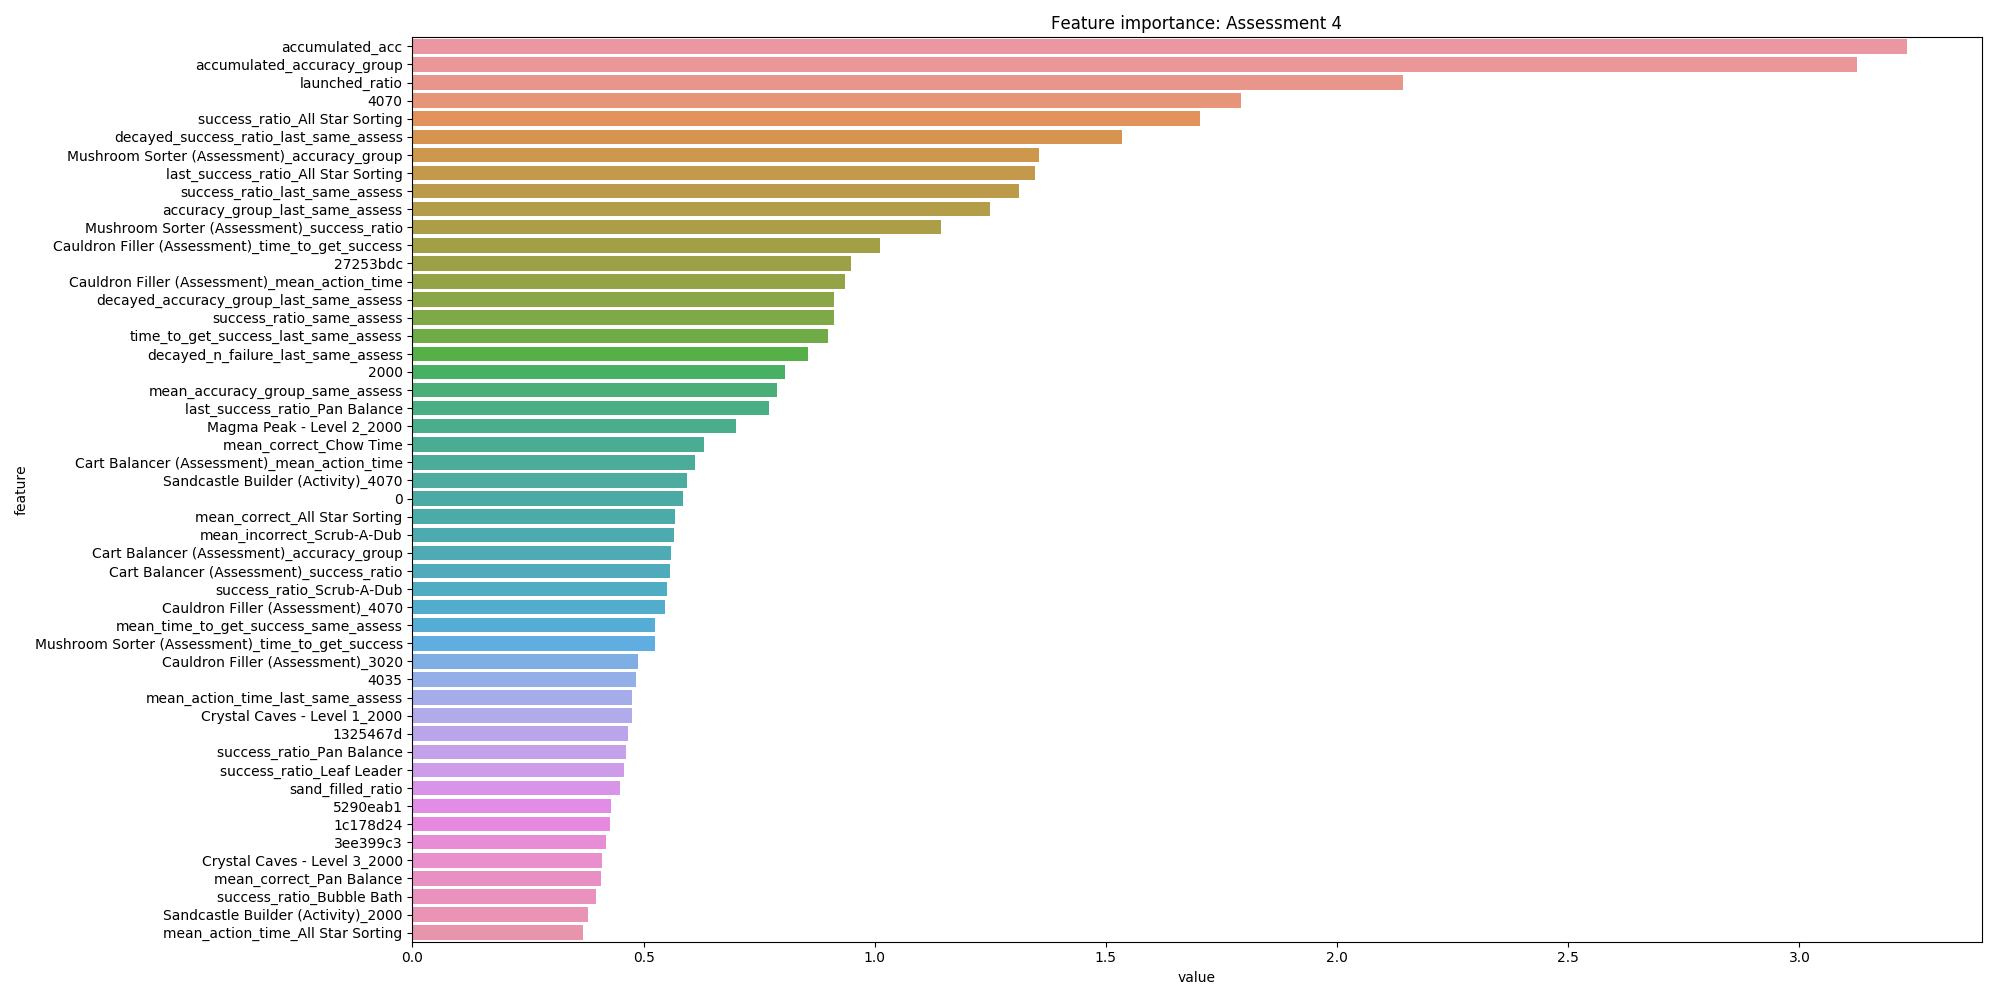 Feature importance: Assessment 4
feature
accumulated_acc
accumulated_accuracy_group
launched_ratio
4070
success_ratio_All Star Sorting
decayed_success_ratio_last_same_assess
Mushroom Sorter (Assessment)_accuracy_group
last_success_ratio_All Star Sorting
success_ratio_last_same_assess
accuracy_group_last_same_assess
Mushroom Sorter (Assessment)_success_ratio
Cauldron Filler (Assessment)_time_to_get_success
27253bdc
Cauldron Filler (Assessment)_mean_action_time
decayed_accuracy_group_last_same_assess
success_ratio_same_assess
time_to_get_success_last_same_assess
decayed_n_failure_last_same_assess
2000
mean_accuracy_group_same_assess
last_success_ratio_Pan Balance
Magma Peak - Level 2_2000
mean_correct_Chow Time
Cart Balancer (Assessment)_mean_action_time
Sandcastle Builder (Activity)_4070
0
mean_correct_All Star Sorting
mean_incorrect_Scrub-A-Dub
Cart Balancer (Assessment)_accuracy_group
Cart Balancer (Assessment)_success_ratio
success_ratio_Scrub-A-Dub
Cauldron Filler (Assessment)_4070
mean_time_to_get_success_same_assess
Mushroom Sorter (Assessment)_time_to_get_success
Cauldron Filler (Assessment)_3020
4035
mean_action_time_last_same_assess
Crystal Caves - Level 1_2000
1325467d
success_ratio_Pan Balance
success_ratio_Leaf Leader
sand_filled_ratio
5290eab1
1c178d24
3ee399c3
Crystal Caves - Level 3_2000
mean_correct_Pan Balance
success_ratio_Bubble Bath
Sandcastle Builder (Activity)_2000
mean_action_time_All Star Sorting
0.0 0.5 1.0 1.5 2.0 2.5 3.0
value